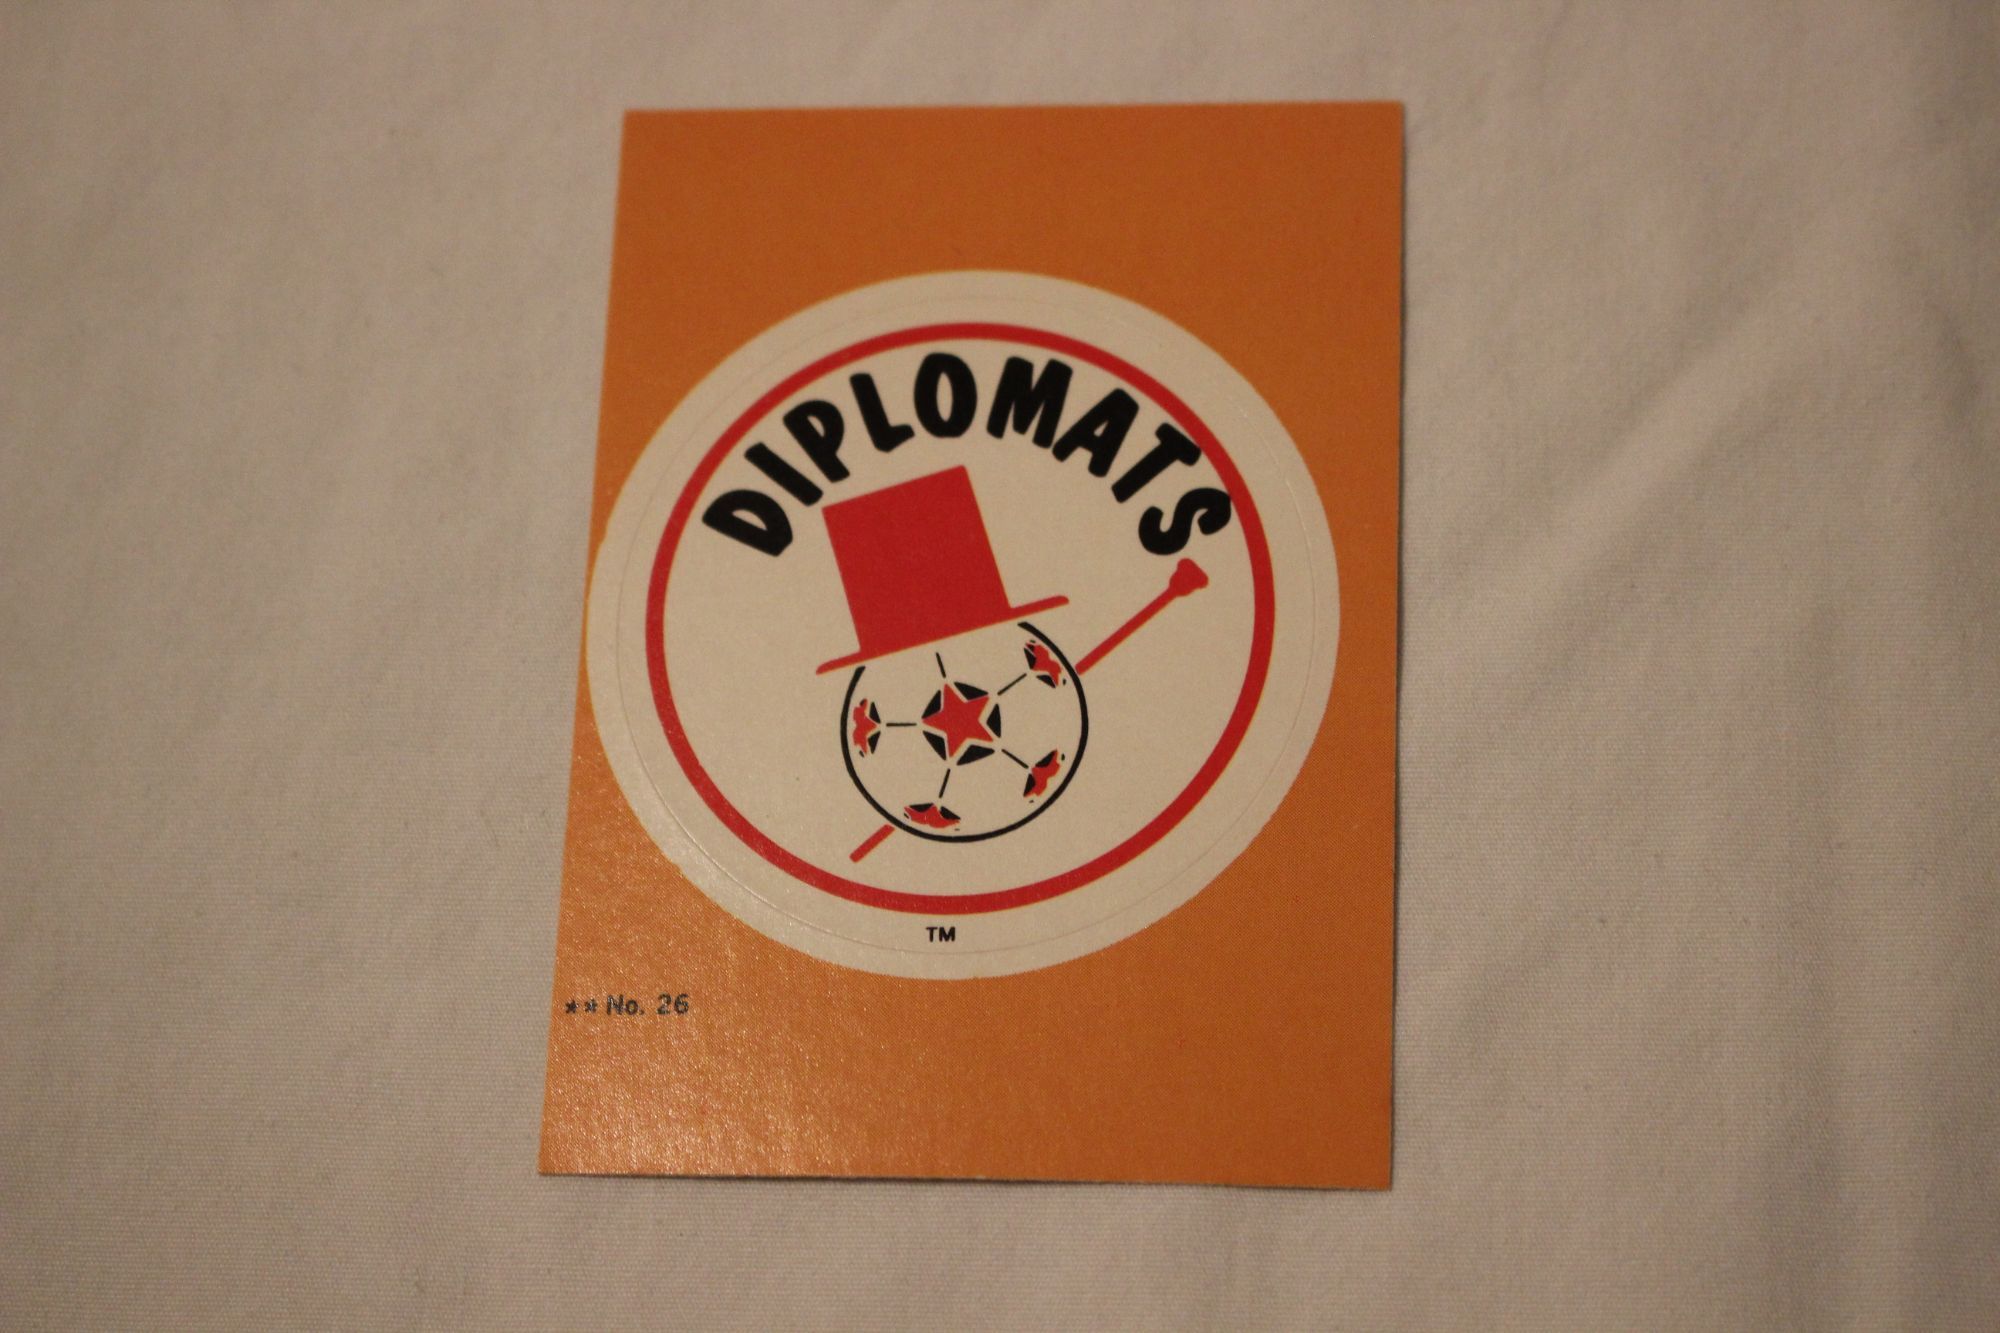 DIPLOMATS
TM
** No. 26